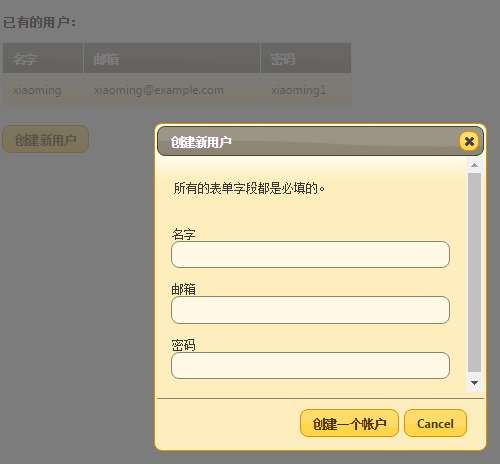 已有的用户：
名字 邮箱 密码
xiaoming xiaoming@example.com xiaoming1
创建新用户
创建新用户
所有的表单字段都是必填的。
名字
邮箱
密码
创建一个帐户 Cancel